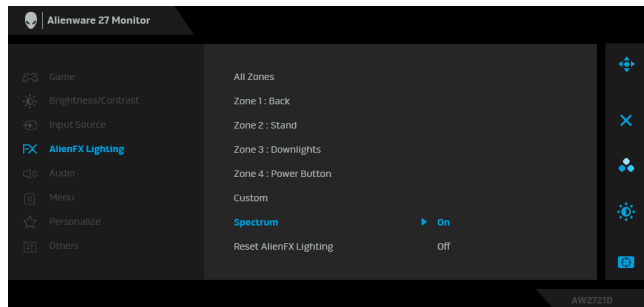 Alienware 27 Monitor
Game
Brightness/Contrast
Input Source
FX AlienFX Lighting
Audio
Menu
Personalize
Others
All Zones
Zone 1 : Back
Zone 2 : Stand
Zone 3 : Downlights
Zone 4 : Power Button
Custom
Spectrum On
Reset AlienFX Lighting Off
AW2721D